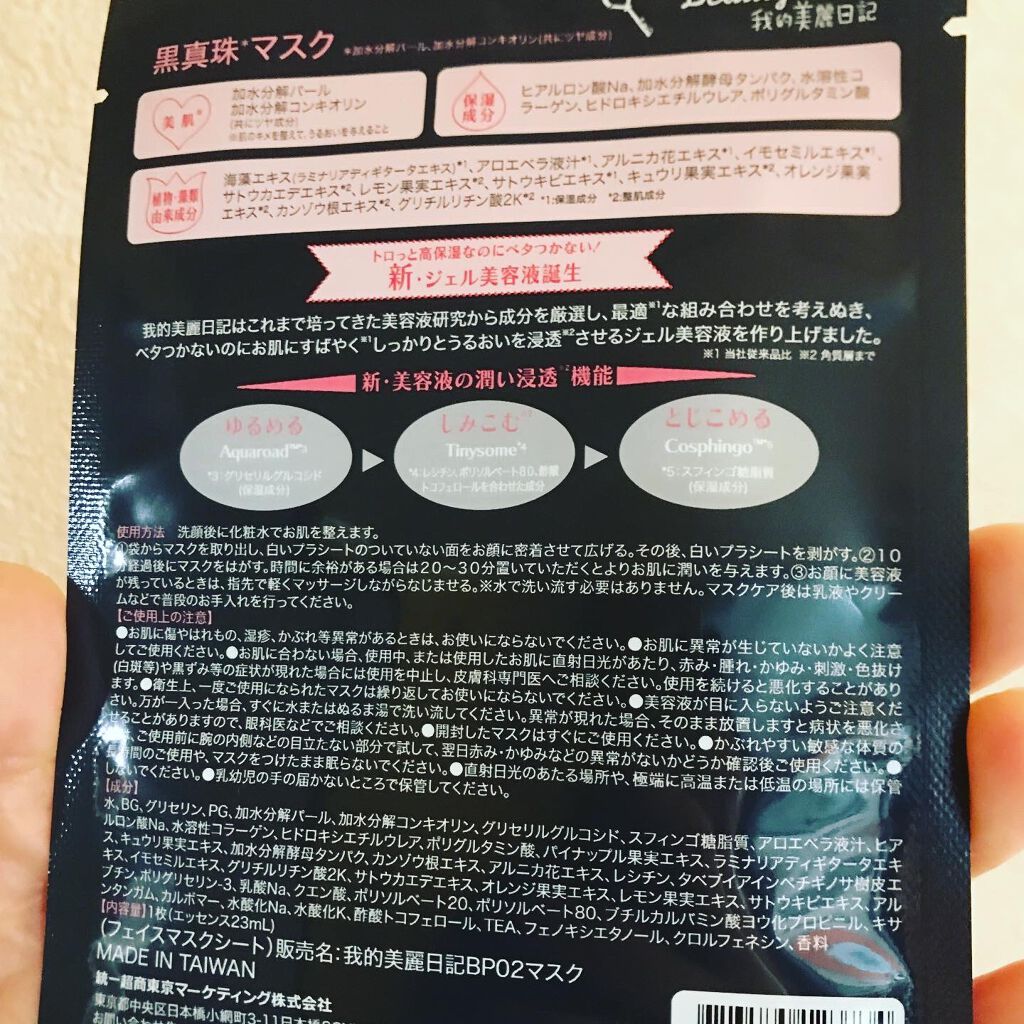 我的美麗日記
黒真珠*マスク *加水分解パール、加水分解コンキオリン(共にツヤ成分)
美肌※
加水分解パール
加水分解コンキオリン
(共にツヤ成分)
※肌のキメを整えて、うるおいを与えること
保湿
成分
ヒアルロン酸Na、加水分解酵母タンパク、水溶性コ
ラーゲン、ヒドロキシエチルウレア、ポリグルタミン酸
植物・藻類
由来成分
海藻エキス(ラミナリアディギタータエキス)*1、アロエベラ液汁*1、アルニカ花エキス*1、イモセミルエキス*1、
サトウカエデエキス*2、レモン果実エキス*2、サトウキビエキス*1、キュウリ果実エキス*2、オレンジ果実
エキス*2、カンゾウ根エキス*2、グリチルリチン酸2K*2 *1:保湿成分 *2:整肌成分
トロっと高保湿なのにベタつかない!
新・ジェル美容液誕生
我的美麗日記はこれまで培ってきた美容液研究から成分を厳選し、最適※1な組み合わせを考えぬき、
ベタつかないのにお肌にすばやく※1しっかりとうるおいを浸透※2させるジェル美容液を作り上げました。
※1 当社従来品比 ※2 角質層まで
新・美容液の潤い浸透※2機能
ゆるめる
Aquaroad™*3
*3:グリセリルグルコシド
(保湿成分)
しみこむ※2
Tinysome*4
*4:レシチン、ポリソルベート80、酢酸
トコフェロールを合わせた成分
とじこめる
Cosphingo™*5
*5:スフィンゴ糖脂質
(保湿成分)
使用方法 洗顔後に化粧水でお肌を整えます。
①袋からマスクを取り出し、白いプラシートのついていない面をお顔に密着させて広げる。その後、白いプラシートを剥がす。②10
分経過後にマスクをはがす。時間に余裕がある場合は20～30分置いていただくとよりお肌に潤いを与えます。③お顔に美容液
が残っているときは、指先で軽くマッサージしながらなじませる。※水で洗い流す必要はありません。マスクケア後は乳液やクリー
ムなどで普段のお手入れを行ってください。
【ご使用上の注意】
●お肌に傷やはれもの、湿疹、かぶれ等異常があるときは、お使いにならないでください。●お肌に異常が生じていないかよく注意
してご使用ください。●お肌に合わない場合、使用中、または使用したお肌に直射日光があたり、赤み・腫れ・かゆみ・刺激・色抜け
(白斑等)や黒ずみ等の症状が現れた場合には使用を中止し、皮膚科専門医へご相談ください。使用を続けると悪化することがあり
ます。●衛生上、一度ご使用になられたマスクは繰り返してお使いにならないでください。●美容液が目に入らないようご注意くだ
さい。万が一入った場合、すぐに水またはぬるま湯で洗い流してください。異常が現れた場合、そのまま放置しますと病状を悪化さ
せることがありますので、眼科医などでご相談ください。●開封したマスクはすぐにご使用ください。●かぶれやすい敏感な体質の
ご使用前に腕の内側などの目立たない部分で試して、翌日赤み・かゆみなどの異常がないかどうか確認後ご使用ください。●
長時間のご使用や、マスクをつけたまま眠らないでください。●直射日光のあたる場所や、極端に高温または低温の場所には保管
しないでください。●乳幼児の手の届かないところで保管してください。
【成分】
水、BG、グリセリン、PG、加水分解パール、加水分解コンキオリン、グリセリルグルコシド、スフィンゴ糖脂質、アロエベラ液汁、ヒア
ルロン酸Na、水溶性コラーゲン、ヒドロキシエチルウレア、ポリグルタミン酸、パイナップル果実エキス、ラミナリアディギタータエキ
ス、キュウリ果実エキス、加水分解酵母タンパク、カンゾウ根エキス、アルニカ花エキス、レシチン、タベブイアインペチギノサ樹皮エ
キス、イモセミルエキス、グリチルリチン酸2K、サトウカエデエキス、オレンジ果実エキス、レモン果実エキス、サトウキビエキス、アル
ブチン、ポリグリセリン-3、乳酸Na、クエン酸、ポリソルベート20、ポリソルベート80、ブチルカルバミン酸ヨウ化プロピニル、キサ
ンタンガム、カルボマー、水酸化Na、水酸化K、酢酸トコフェロール、TEA、フェノキシエタノール、クロルフェネシン、香料
【内容量】1枚(エッセンス23mL)
(フェイスマスクシート)販売名:我的美麗日記BP02マスク
MADE IN TAIWAN
統一超商東京マーケティング株式会社
東京都中央区日本橋小網町3-11日本橋
お問い合わせ